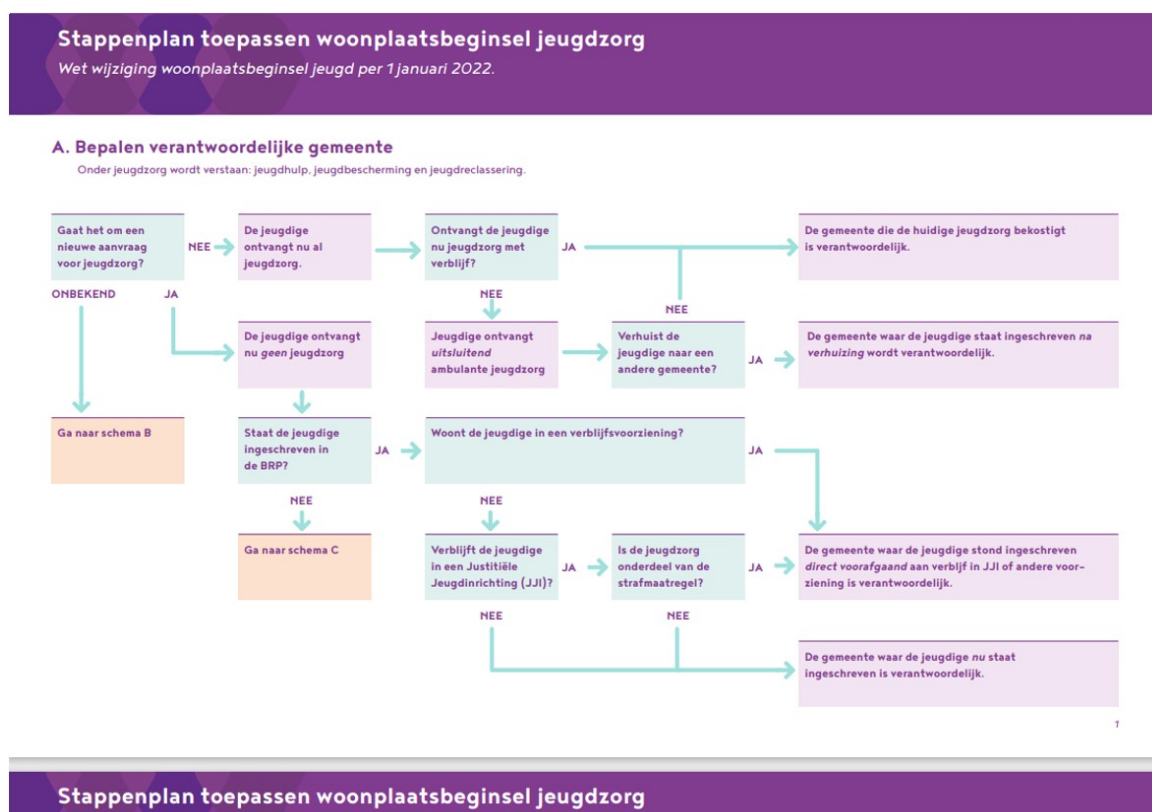 Stappenplan toepassen woonplaatsbeginsel jeugdzorg
Wet wijziging woonplaatsbeginsel jeugd per 1 januari 2022.
A. Bepalen verantwoordelijke gemeente
Onder jeugdzorg wordt verstaan: jeugdhulp, jeugdbescherming en jeugdreclassering.
Gaat het om een
nieuwe aanvraag
voor jeugdzorg?
NEE
De jeugdige
ontvangt nu al
jeugdzorg.
Ontvangt de jeugdige
nu jeugdzorg met
verblijf?
JA
De gemeente die de huidige jeugdzorg bekostigt
is verantwoordelijk.
ONBEKEND
JA
NEE
NEE
De jeugdige ontvangt
nu geen jeugdzorg
Jeugdige ontvangt
uitsluitend
ambulante jeugdzorg
Verhuist de
jeugdige naar een
andere gemeente?
JA
De gemeente waar de jeugdige staat ingeschreven na
verhuizing wordt verantwoordelijk.
Ga naar schema B
Staat de jeugdige
ingeschreven in
de BRP?
JA
Woont de jeugdige in een verblijfsvoorziening?
JA
NEE
NEE
Ga naar schema C
Verblijft de jeugdige
in een Justitiële
Jeugdinrichting (JJI)?
JA
Is de jeugdzorg
onderdeel van de
strafmaatregel?
JA
De gemeente waar de jeugdige stond ingeschreven
direct voorafgaand aan verblijf in JJI of andere voor-
ziening is verantwoordelijk.
NEE
NEE
De gemeente waar de jeugdige nu staat
ingeschreven is verantwoordelijk.
1
Stappenplan toepassen woonplaatsbeginsel jeugdzorg